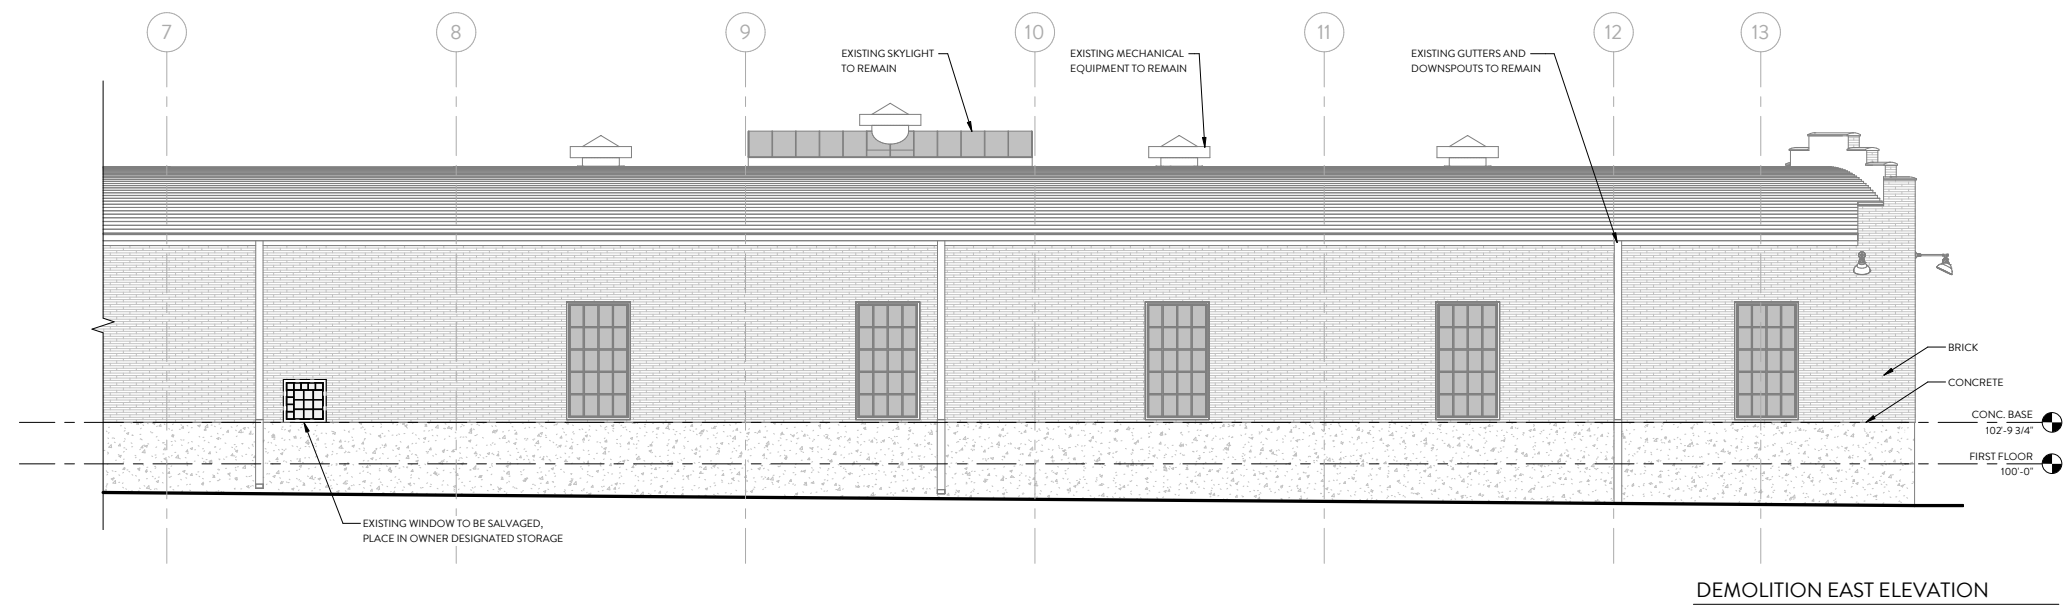 7
8
9
10
11
12
13
EXISTING SKYLIGHT
TO REMAIN
EXISTING MECHANICAL
EQUIPMENT TO REMAIN
EXISTING GUTTERS AND
DOWNSPOUTS TO REMAIN
BRICK
CONCRETE
CONC. BASE
102'-9 3/4"
FIRST FLOOR
100'-0"
EXISTING WINDOW TO BE SALVAGED,
PLACE IN OWNER DESIGNATED STORAGE
DEMOLITION EAST ELEVATION